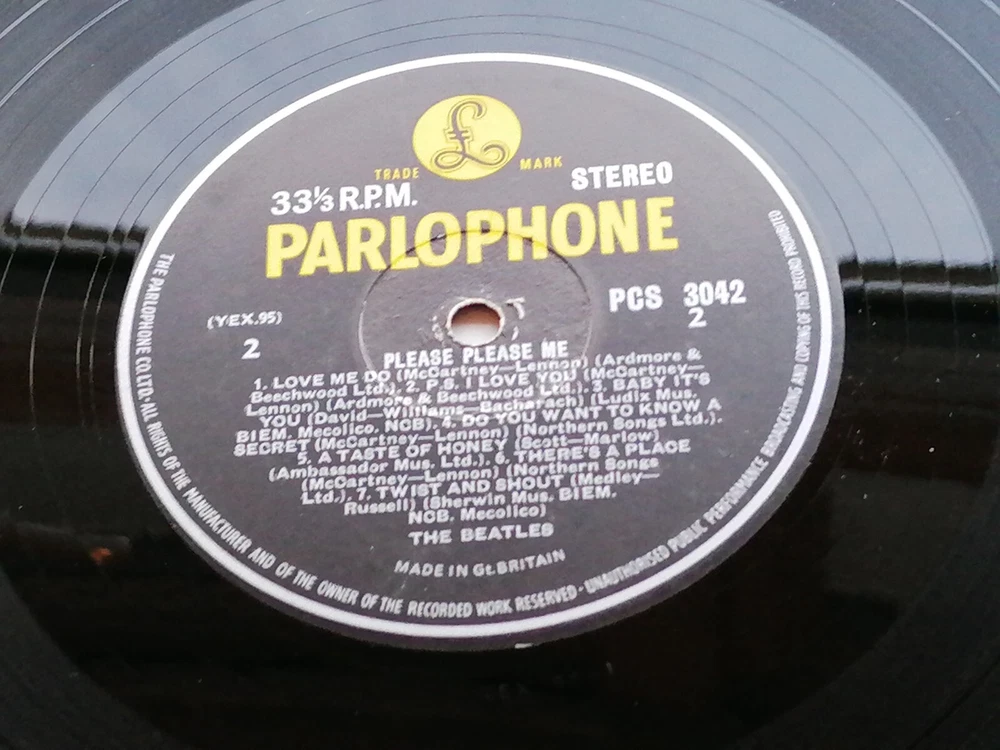 £
TRADE MARK
33⅓ R.P.M. STEREO
PARLOPHONE
(YEX.95) PCS 3042
2 2
PLEASE PLEASE ME
1. LOVE ME DO (McCartney—Lennon) (Ardmore &
Beechwood Ltd.). 2. P.S. I LOVE YOU (McCartney—
Lennon) (Ardmore & Beechwood Ltd.). 3. BABY IT'S
YOU (David—Williams—Bacharach) (Ludix Mus.
BIEM. Mecolico. NCB). 4. DO YOU WANT TO KNOW A
SECRET (McCartney—Lennon) (Northern Songs Ltd.).
5. A TASTE OF HONEY (Scott—Marlow)
(Ambassador Mus. Ltd.). 6. THERE'S A PLACE
(McCartney—Lennon) (Northern Songs
Ltd.). 7. TWIST AND SHOUT (Medley—
Russell) (Sherwin Mus. BIEM.
NCB. Mecolico)
THE BEATLES
MADE IN Gt. BRITAIN
THE PARLOPHONE CO. LTD. · ALL RIGHTS OF THE MANUFACTURER AND OF THE OWNER OF THE RECORDED WORK RESERVED · UNAUTHORISED PUBLIC PERFORMANCE BROADCASTING AND COPYING OF THIS RECORD PROHIBITED